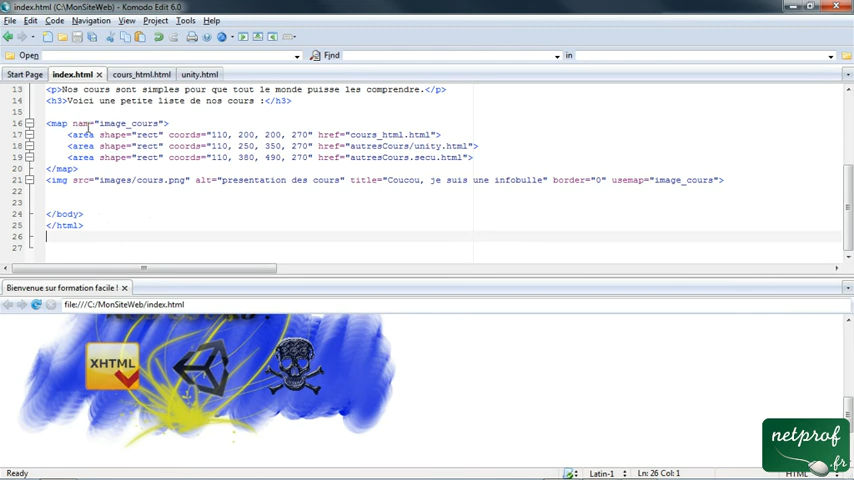 index.html (C:\MonSiteWeb) - Komodo Edit 6.0
File Edit Code Navigation View Project Tools Help
Open Find in
Start Page index.html cours_html.html unity.html
13 <p>Nos cours sont simples pour que tout le monde puisse les comprendre.</p>
14 <h3>Voici une petite liste de nos cours :</h3>
15
16 <map name="image_cours">
17 <area shape="rect" coords="110, 200, 200, 270" href="cours_html.html">
18 <area shape="rect" coords="110, 250, 350, 270" href="autresCours/unity.html">
19 <area shape="rect" coords="110, 380, 490, 270" href="autresCours.secu.html">
20 </map>
21 <img src="images/cours.png" alt="presentation des cours" title="Coucou, je suis une infobulle" border="0" usemap="image_cours">
22
23
24 </body>
25 </html>
26
27
Bienvenue sur formation facile !
file:///C:/MonSiteWeb/index.html
XHTML
netprof
.fr
Ready Latin-1 Ln: 26 Col: 1 HTML